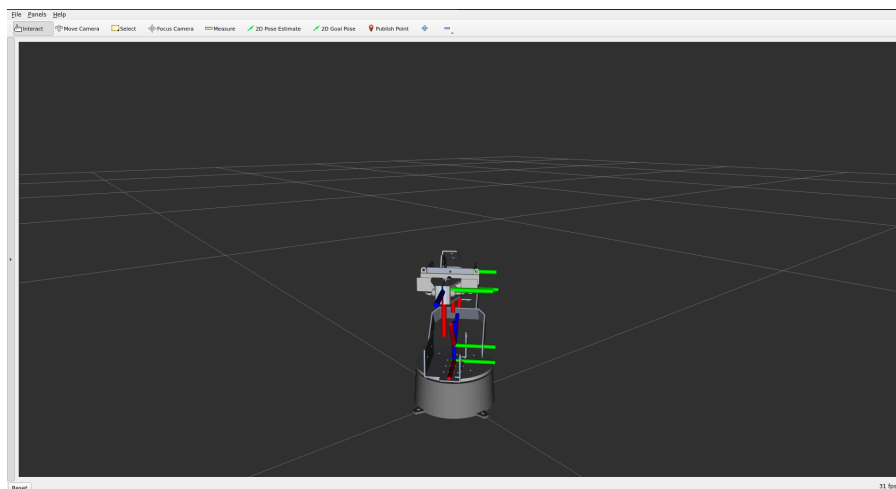 File Panels Help
Interact Move Camera Select Focus Camera Measure 2D Pose Estimate 2D Goal Pose Publish Point
Reset
31 fps